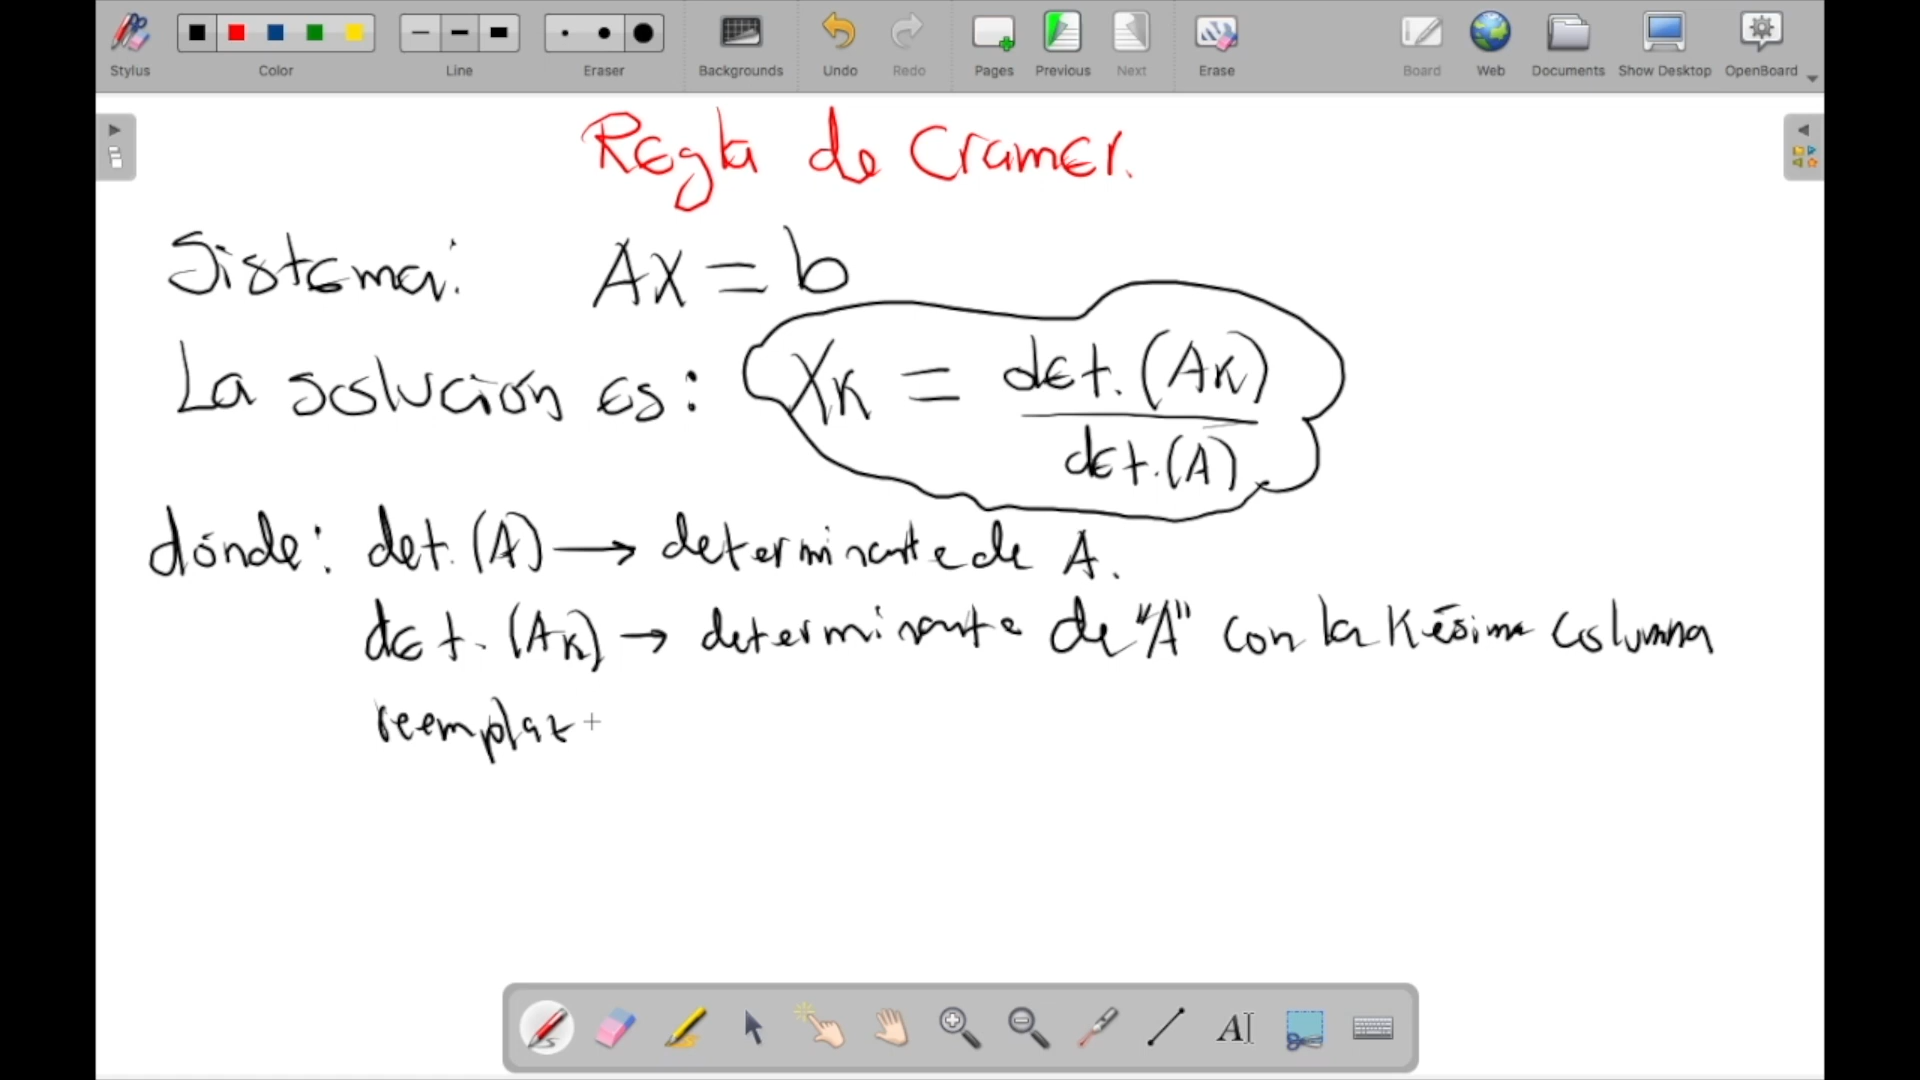 Stylus Color Line Eraser Backgrounds Undo Redo Pages Previous Next Erase Board Web Documents Show Desktop OpenBoard
Regla de Cramer.
Sistema: AX = b
La solución es: XK = det.(AK)
det.(A)
dónde: det.(A) → determinante de A.
det.(AK) → determinante de "A" con la Késima columna
reemplaz
AI